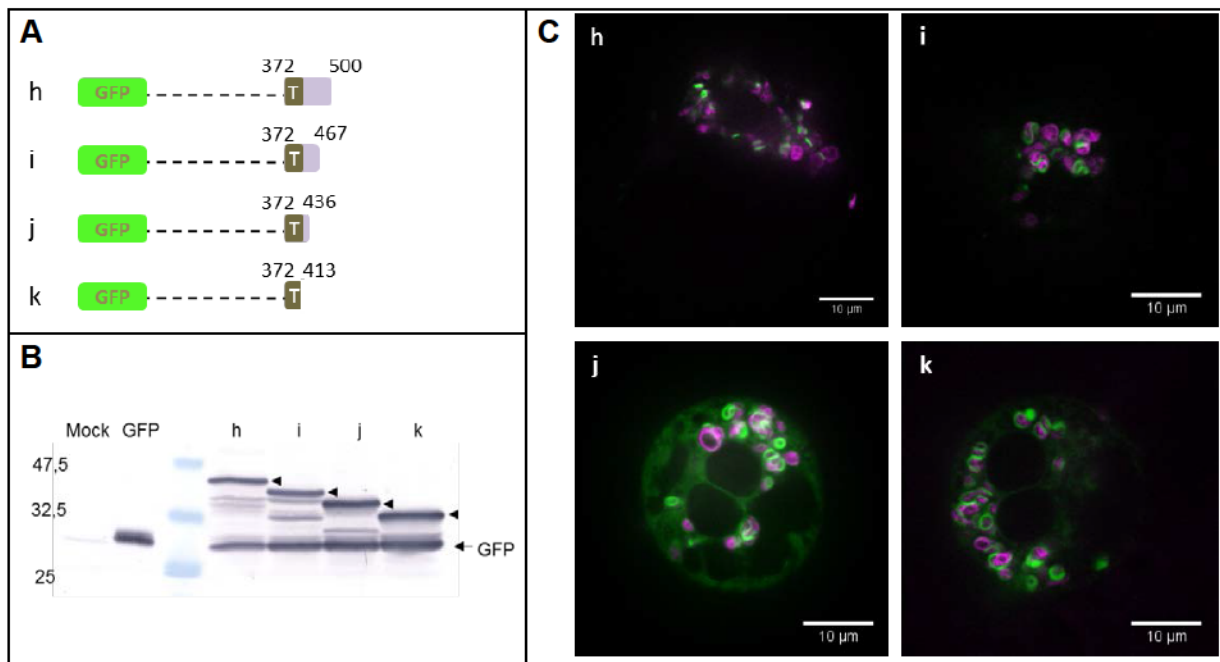 A
372 500
h GFP T
372 467
i GFP T
372 436
j GFP T
372 413
k GFP T
B
Mock GFP h i j k
47,5
32,5
GFP
25
C
h
10 µm
i
10 µm
j
10 µm
k
10 µm